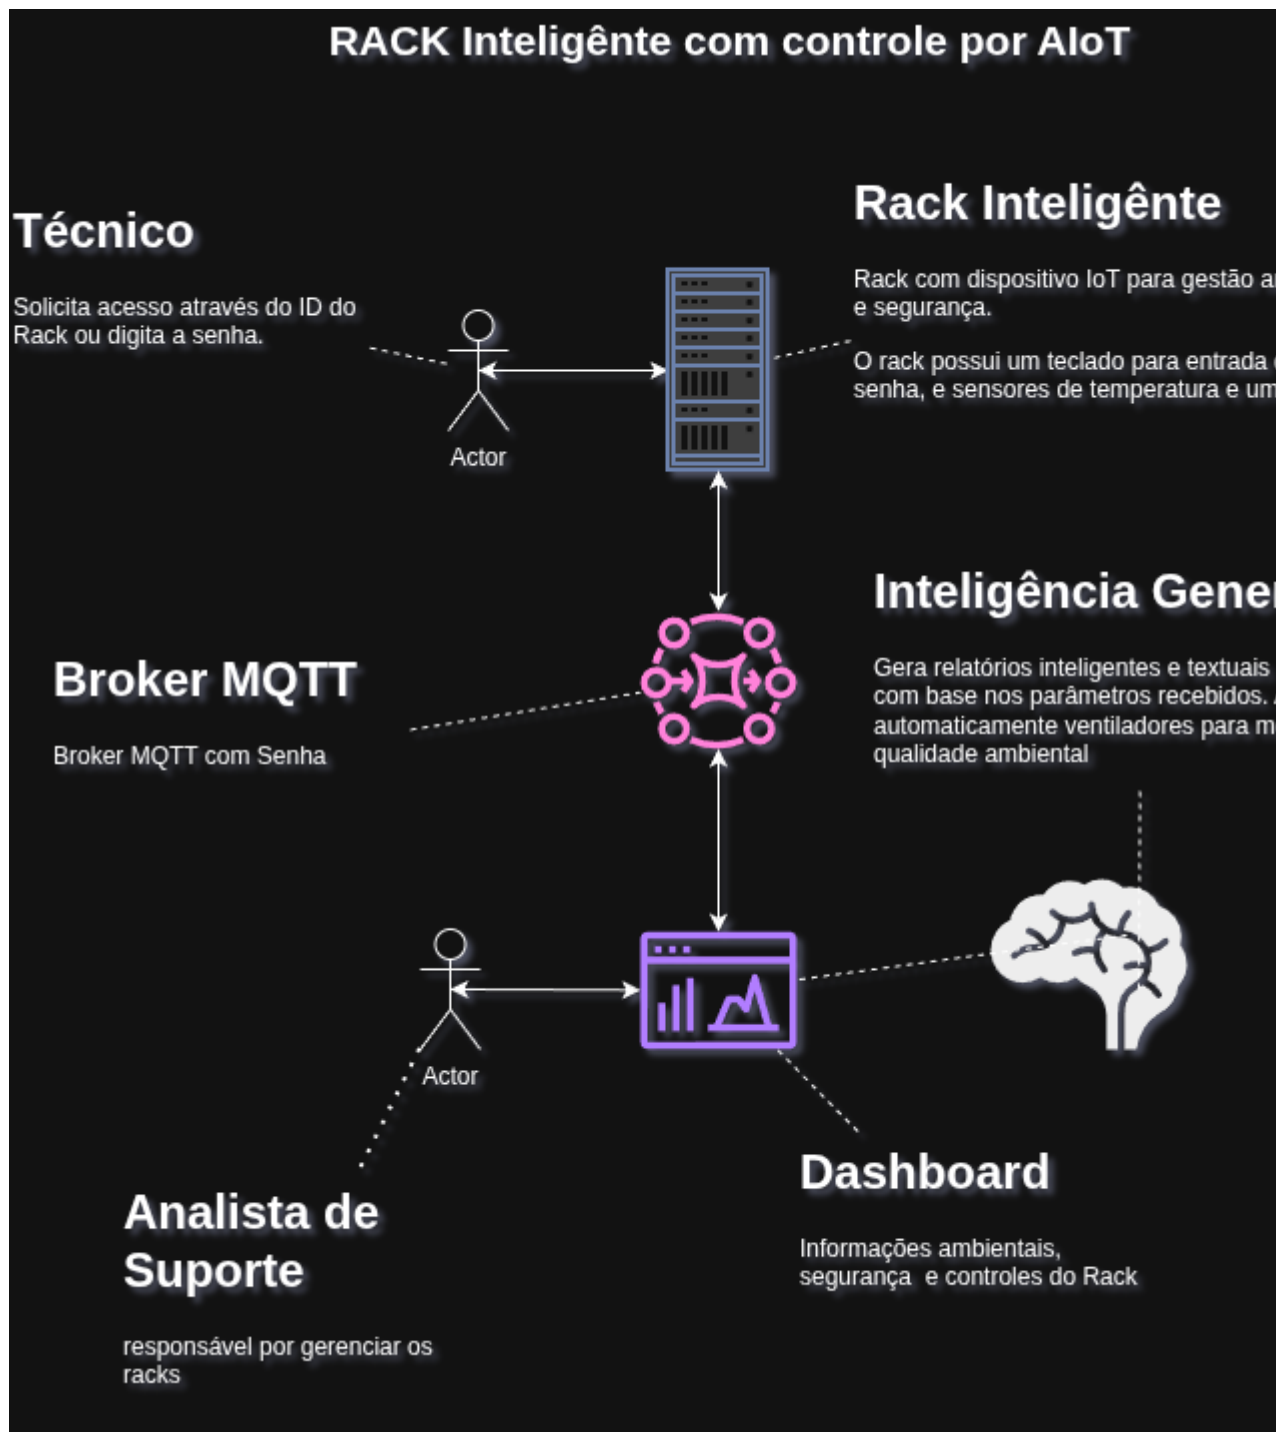 RACK Inteligênte com controle por AIoT
Técnico
Solicita acesso através do ID do
Rack ou digita a senha.
Actor
Rack Inteligênte
Rack com dispositivo IoT para gestão
e segurança.
O rack possui um teclado para entrada
senha, e sensores de temperatura e um
Broker MQTT
Broker MQTT com Senha
Inteligência
Gera relatórios inteligentes e textuais
com base nos parâmetros recebidos.
automaticamente ventiladores para
qualidade ambiental
Actor
Analista de
Suporte
responsável por gerenciar os
racks
Dashboard
Informações ambientais,
segurança  e controles do Rack